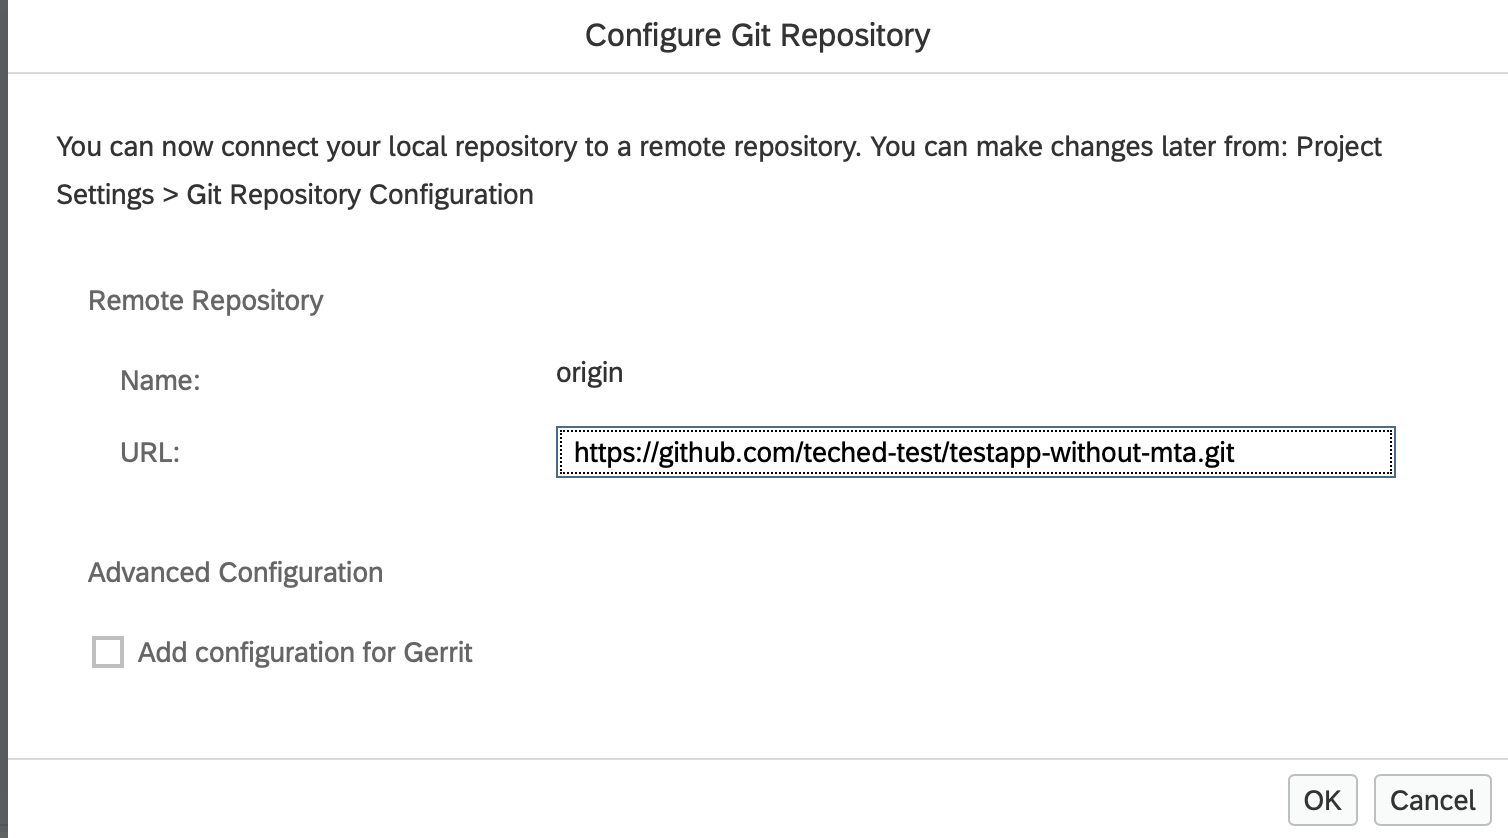 Configure Git Repository
You can now connect your local repository to a remote repository. You can make changes later from: Project
Settings > Git Repository Configuration
Remote Repository
Name: origin
URL: https://github.com/teched-test/testapp-without-mta.git
Advanced Configuration
Add configuration for Gerrit
OK Cancel